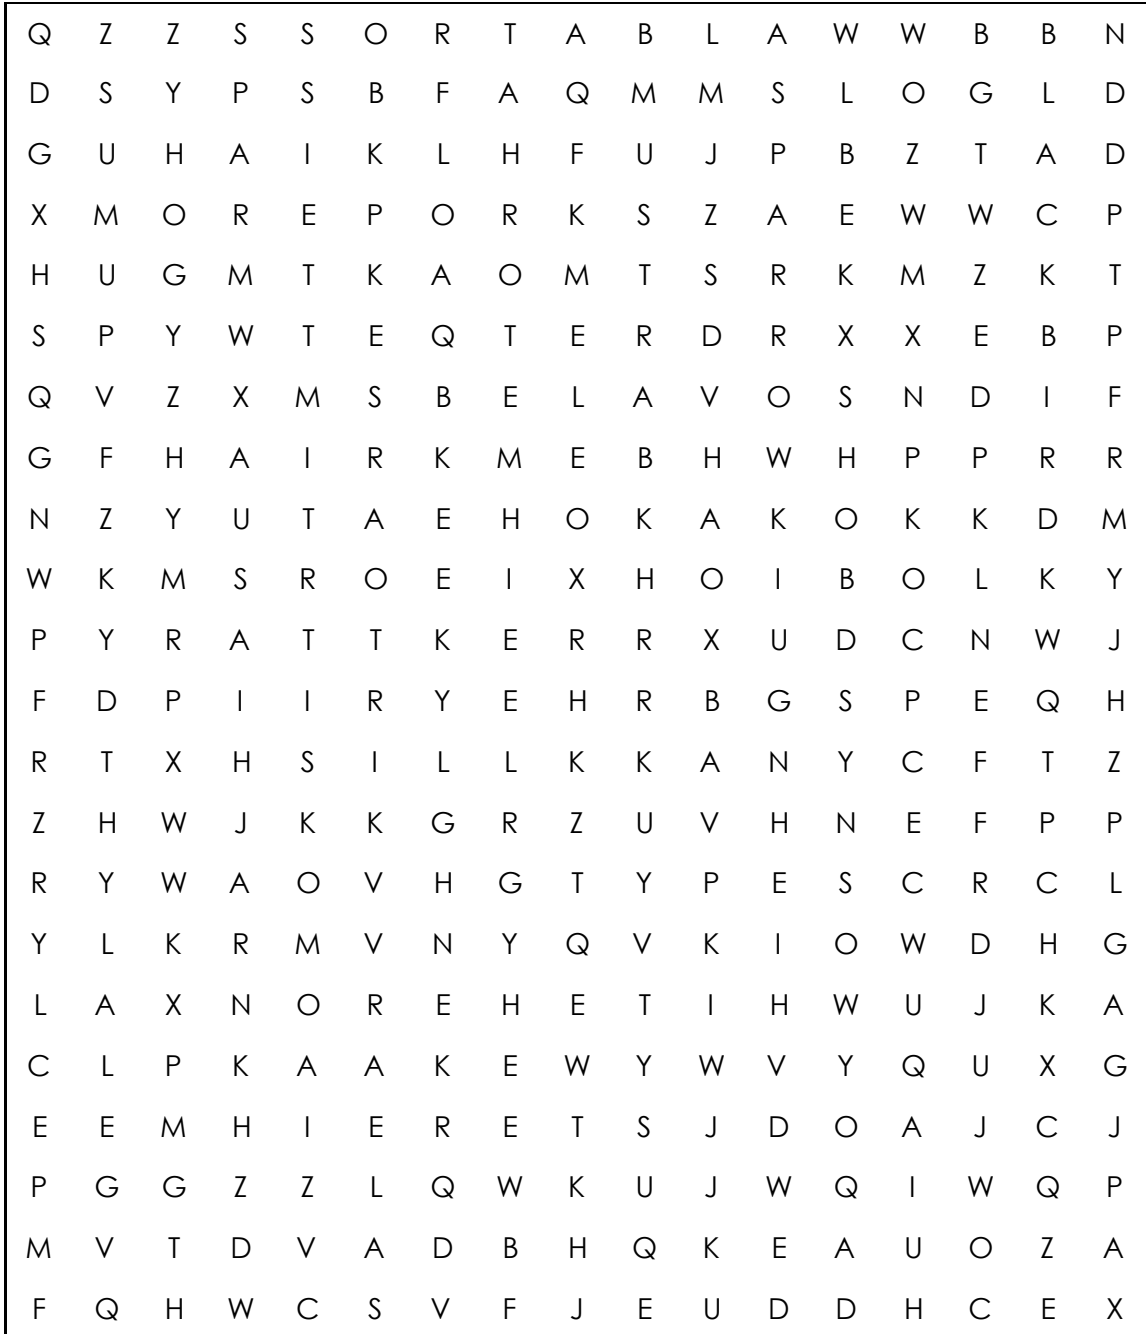 Q Z Z S S O R T A B L A W W B B N
D S Y P S B F A Q M M S L O G L D
G U H A I K L H F U J P B Z T A D
X M O R E P O R K S Z A E W W C P
H U G M T K A O M T S R K M Z K T
S P Y W T E Q T E R D R X X E B P
Q V Z X M S B E L A V O S N D I F
G F H A I R K M E B H W H P P R R
N Z Y U T A E H O K A K O K K D M
W K M S R O E I X H O I B O L K Y
P Y R A T T K E R R X U D C N W J
F D P I I R Y E H R B G S P E Q H
R T X H S I L L K K A N Y C F T Z
Z H W J K K G R Z U V H N E F P P
R Y W A O V H G T Y P E S C R C L
Y L K R M V N Y Q V K I O W D H G
L A X N O R E H E T I H W U J K A
C L P K A A K E W Y W V Y Q U X G
E E M H I E R E T S J D O A J C J
P G G Z Z L Q W K U J W Q I W Q P
M V T D V A D B H Q K E A U O Z A
F Q H W C S V F J E U D D H C E X